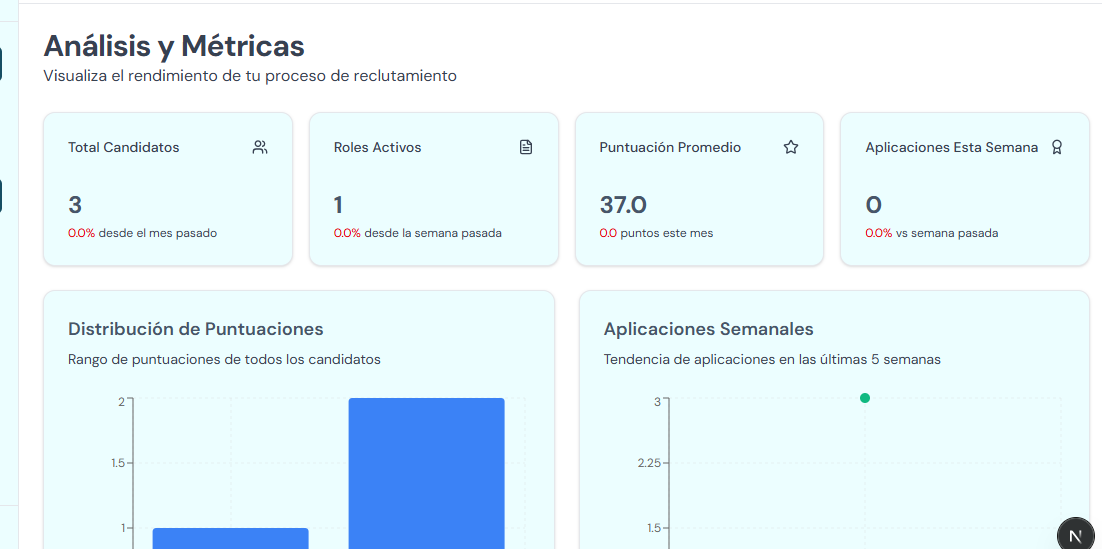 Análisis y Métricas
Visualiza el rendimiento de tu proceso de reclutamiento
Total Candidatos
3
0.0% desde el mes pasado
Roles Activos
1
0.0% desde la semana pasada
Puntuación Promedio
37.0
0.0 puntos este mes
Aplicaciones Esta Semana
0
0.0% vs semana pasada
Distribución de Puntuaciones
Rango de puntuaciones de todos los candidatos
2
1.5
1
Aplicaciones Semanales
Tendencia de aplicaciones en las últimas 5 semanas
3
2.25
1.5
N